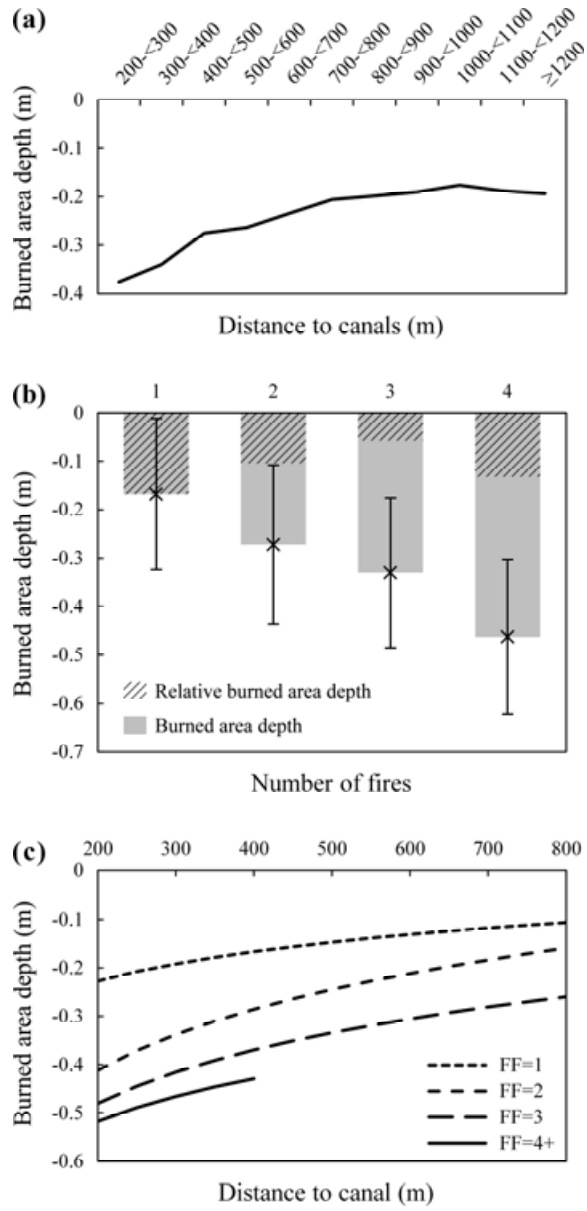 (a)
200-<300 300-<400 400-<500 500-<600 600-<700 700-<800 800-<900 900-<1000 1000-<1100 1100-<1200 ≥1200
0
-0.1
-0.2
-0.3
-0.4
Burned area depth (m)
Distance to canals (m)
(b)
1 2 3 4
0
-0.1
-0.2
-0.3
-0.4
-0.5
-0.6
-0.7
Burned area depth (m)
Relative burned area depth
Burned area depth
Number of fires
(c)
200 300 400 500 600 700 800
0
-0.1
-0.2
-0.3
-0.4
-0.5
-0.6
Burned area depth (m)
FF=1
FF=2
FF=3
FF=4+
Distance to canal (m)